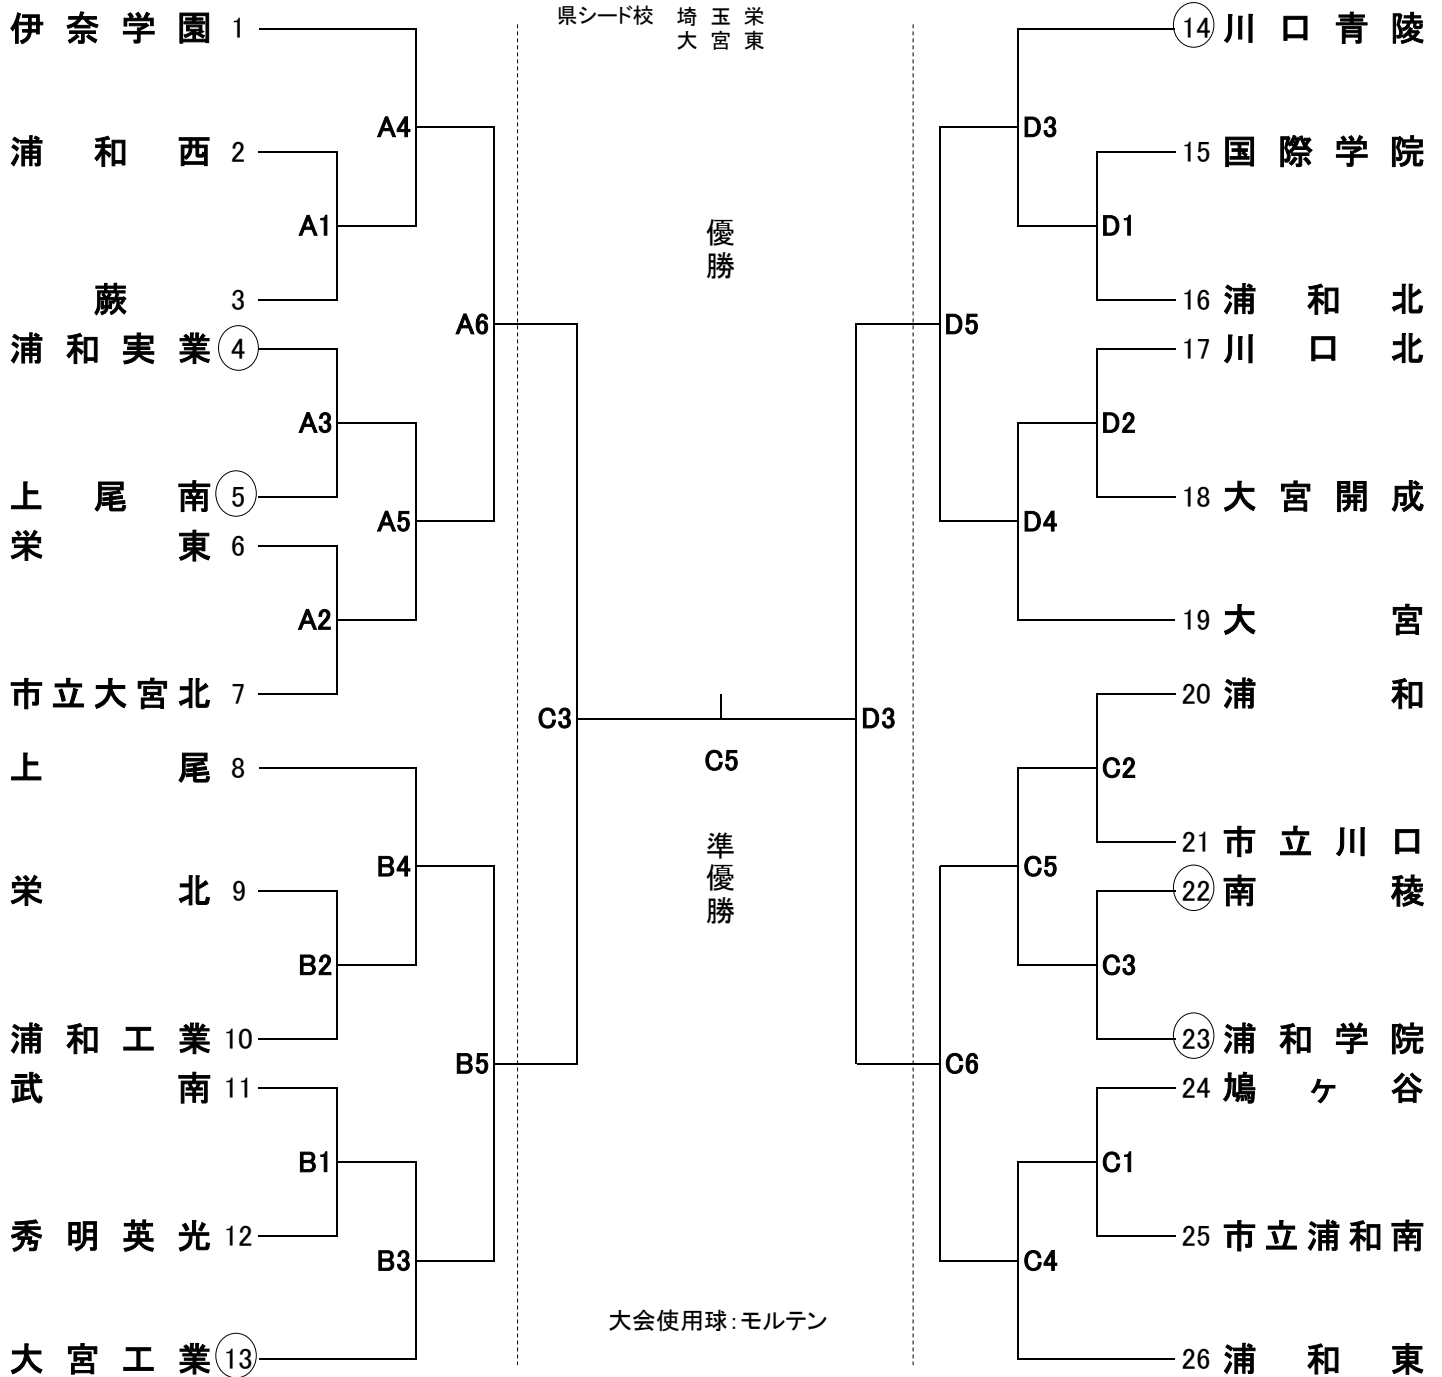 県シード校 埼玉栄
大宮東
伊奈学園 1
A4
浦和西 2
A1
蕨 3
A6
浦和実業 ④
A3
上尾南 ⑤
A5
栄東 6
A2
市立大宮北 7
C3
上尾 8
B4
栄北 9
B2
浦和工業 10
B5
武南 11
B1
秀明英光 12
B3
大宮工業 ⑬
優勝
C5
準優勝
大会使用球：モルテン
⑭ 川口青陵
D3
15 国際学院
D1
16 浦和北
D5
17 川口北
D2
18 大宮開成
D4
19 大宮
D3
20 浦和
C2
21 市立川口
C5
㉒ 南稜
C3
㉓ 浦和学院
C6
24 鳩ヶ谷
C1
25 市立浦和南
C4
26 浦和東